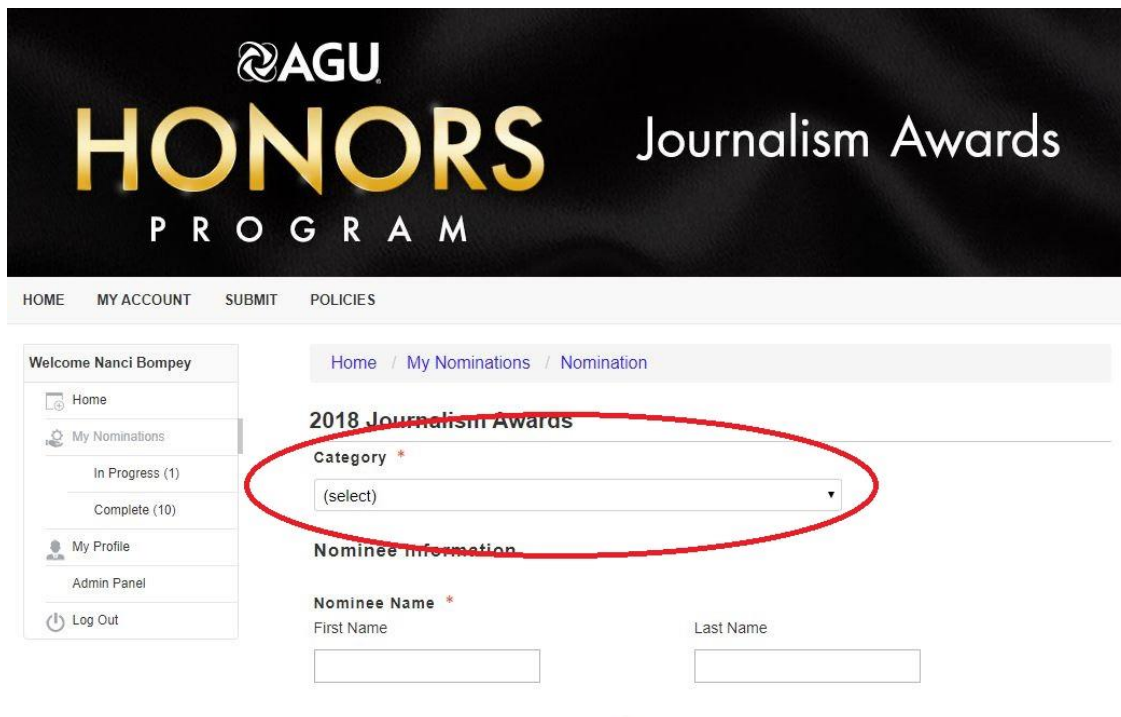 AGU
HONORS
PROGRAM
Journalism Awards
HOME MY ACCOUNT SUBMIT POLICIES
Welcome Nanci Bompey
Home
My Nominations
In Progress (1)
Complete (10)
My Profile
Admin Panel
Log Out
Home / My Nominations / Nomination
2018 Journalism Awards
Category *
(select)
Nominee Information
Nominee Name *
First Name Last Name